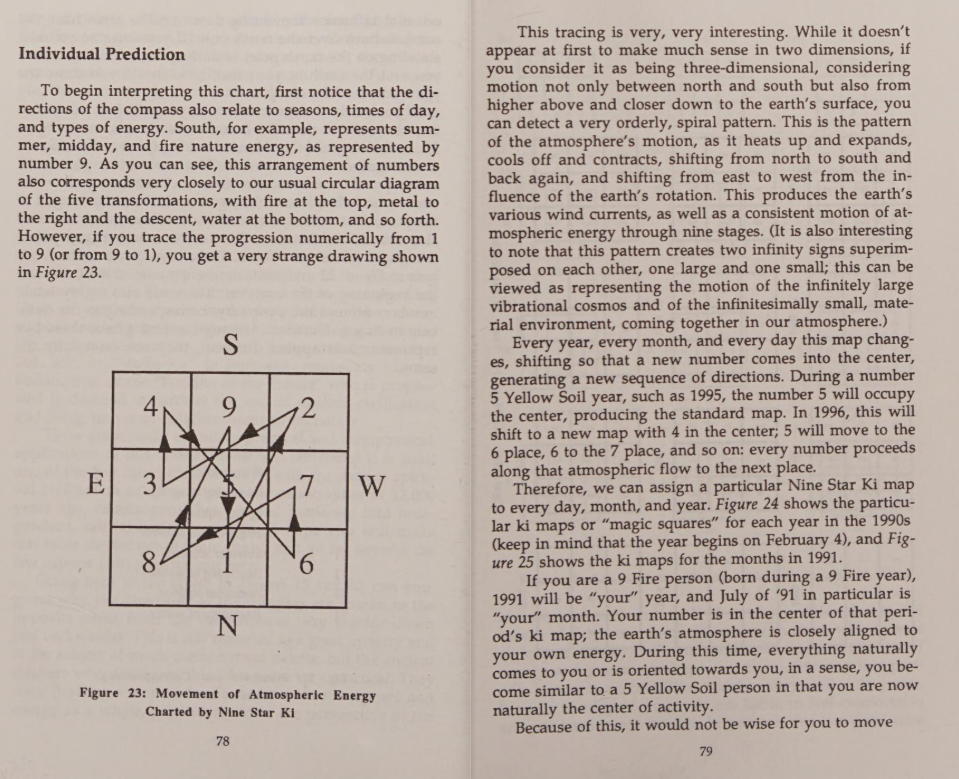 Individual Prediction
To begin interpreting this chart, first notice that the di-
rections of the compass also relate to seasons, times of day,
and types of energy. South, for example, represents sum-
mer, midday, and fire nature energy, as represented by
number 9. As you can see, this arrangement of numbers
also corresponds very closely to our usual circular diagram
of the five transformations, with fire at the top, metal to
the right and the descent, water at the bottom, and so forth.
However, if you trace the progression numerically from 1
to 9 (or from 9 to 1), you get a very strange drawing shown
in Figure 23.
S
4 9 2
E 3 5 7 W
8 1 6
N
Figure 23: Movement of Atmospheric Energy
Charted by Nine Star Ki
78
This tracing is very, very interesting. While it doesn't
appear at first to make much sense in two dimensions, if
you consider it as being three-dimensional, considering
motion not only between north and south but also from
higher above and closer down to the earth's surface, you
can detect a very orderly, spiral pattern. This is the pattern
of the atmosphere's motion, as it heats up and expands,
cools off and contracts, shifting from north to south and
back again, and shifting from east to west from the in-
fluence of the earth's rotation. This produces the earth's
various wind currents, as well as a consistent motion of at-
mospheric energy through nine stages. (It is also interesting
to note that this pattern creates two infinity signs superim-
posed on each other, one large and one small; this can be
viewed as representing the motion of the infinitely large
vibrational cosmos and of the infinitesimally small, mate-
rial environment, coming together in our atmosphere.)
Every year, every month, and every day this map chang-
es, shifting so that a new number comes into the center,
generating a new sequence of directions. During a number
5 Yellow Soil year, such as 1995, the number 5 will occupy
the center, producing the standard map. In 1996, this will
shift to a new map with 4 in the center; 5 will move to the
6 place, 6 to the 7 place, and so on: every number proceeds
along that atmospheric flow to the next place.
Therefore, we can assign a particular Nine Star Ki map
to every day, month, and year. Figure 24 shows the particu-
lar ki maps or "magic squares" for each year in the 1990s
(keep in mind that the year begins on February 4), and Fig-
ure 25 shows the ki maps for the months in 1991.
If you are a 9 Fire person (born during a 9 Fire year),
1991 will be "your" year, and July of '91 in particular is
"your" month. Your number is in the center of that peri-
od's ki map; the earth's atmosphere is closely aligned to
your own energy. During this time, everything naturally
comes to you or is oriented towards you, in a sense, you be-
come similar to a 5 Yellow Soil person in that you are now
naturally the center of activity.
Because of this, it would not be wise for you to move
79